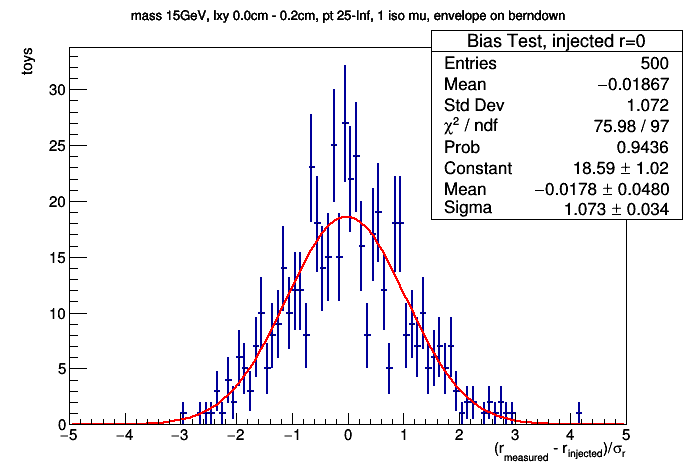 mass 15GeV, lxy 0.0cm - 0.2cm, pt 25-Inf, 1 iso mu, envelope on berndown
Bias Test, injected r=0
Entries 500
Mean −0.01867
Std Dev 1.072
χ² / ndf 75.98 / 97
Prob 0.9436
Constant 18.59 ± 1.02
Mean −0.0178 ± 0.0480
Sigma 1.073 ± 0.034
toys
30
25
20
15
10
5
0
−5 −4 −3 −2 −1 0 1 2 3 4 5
(r_measured - r_injected)/σ_r